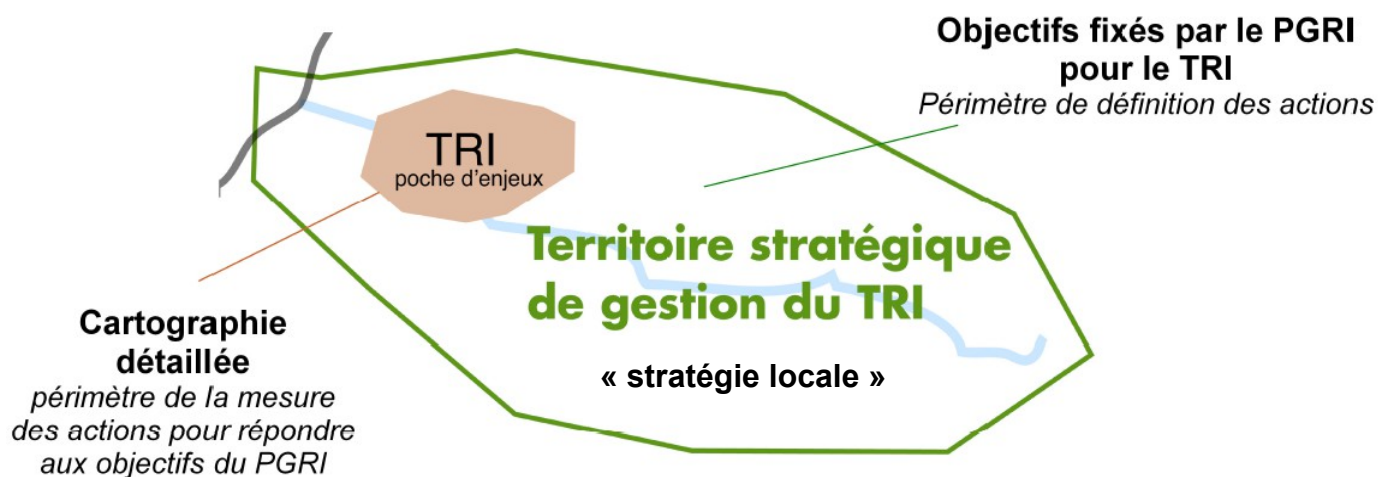 Objectifs fixés par le PGRI
pour le TRI
Périmètre de définition des actions
TRI
poche d'enjeux
Territoire stratégique
de gestion du TRI
« stratégie locale »
Cartographie
détaillée
périmètre de la mesure
des actions pour répondre
aux objectifs du PGRI